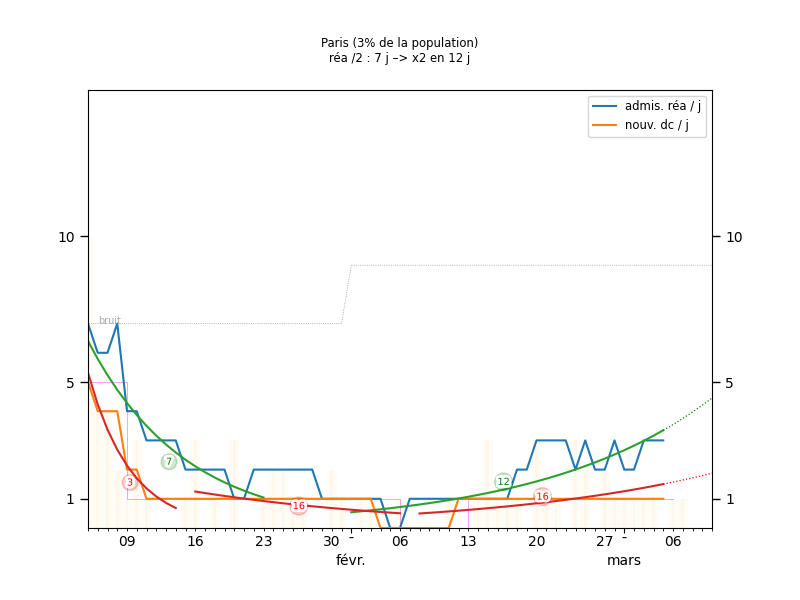 Paris (3% de la population)
réa /2 : 7 j –> x2 en 12 j
admis. réa / j
nouv. dc / j
10 10
bruit
5 5
7
3
12
16
16
1 1
09 16 23 30 - 06 13 20 27 - 06
févr. mars